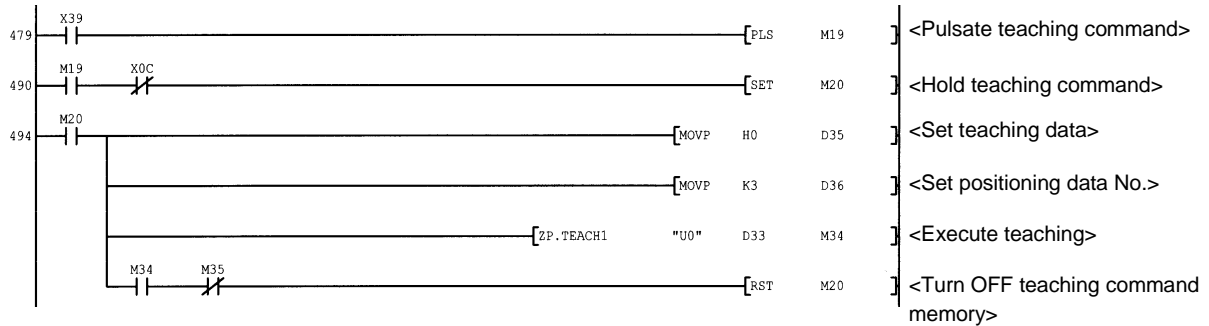 X39
479 PLS M19 <Pulsate teaching command>
M19 X0C
490 SET M20 <Hold teaching command>
M20
494 MOVP H0 D35 <Set teaching data>
MOVP K3 D36 <Set positioning data No.>
ZP.TEACH1 "U0" D33 M34 <Execute teaching>
M34 M35
RST M20 <Turn OFF teaching command
memory>